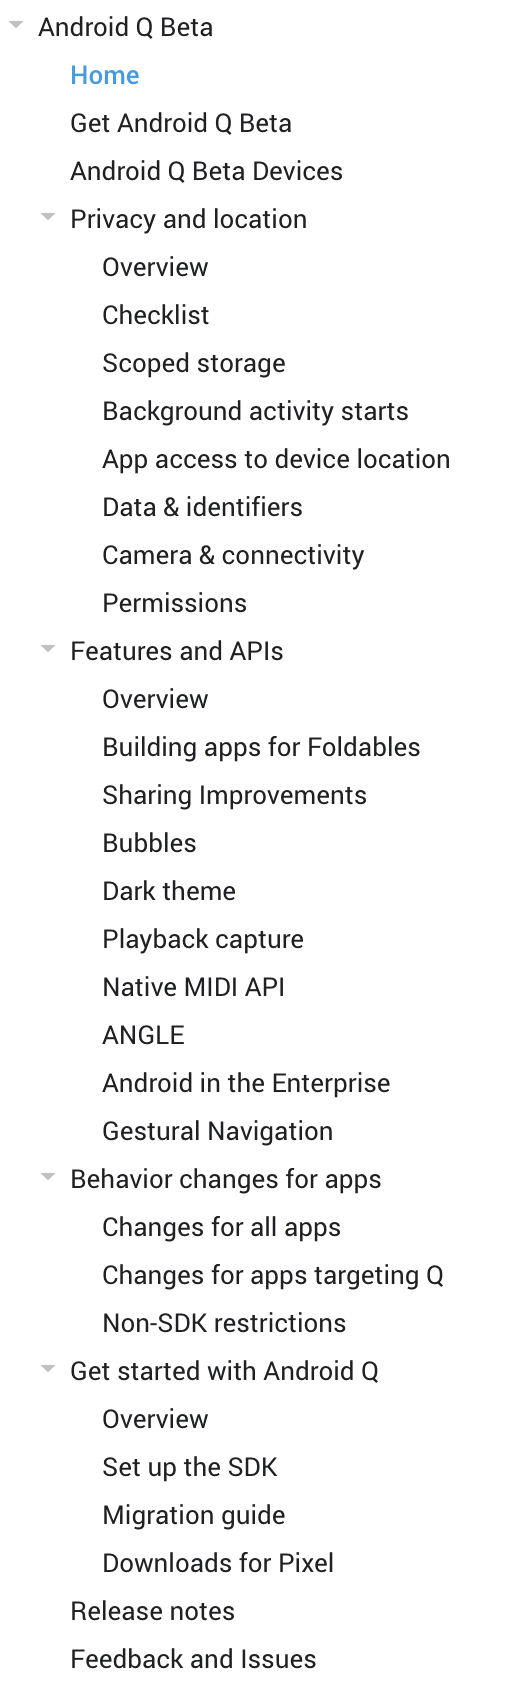 Android Q Beta
Home
Get Android Q Beta
Android Q Beta Devices
Privacy and location
Overview
Checklist
Scoped storage
Background activity starts
App access to device location
Data & identifiers
Camera & connectivity
Permissions
Features and APIs
Overview
Building apps for Foldables
Sharing Improvements
Bubbles
Dark theme
Playback capture
Native MIDI API
ANGLE
Android in the Enterprise
Gestural Navigation
Behavior changes for apps
Changes for all apps
Changes for apps targeting Q
Non-SDK restrictions
Get started with Android Q
Overview
Set up the SDK
Migration guide
Downloads for Pixel
Release notes
Feedback and Issues